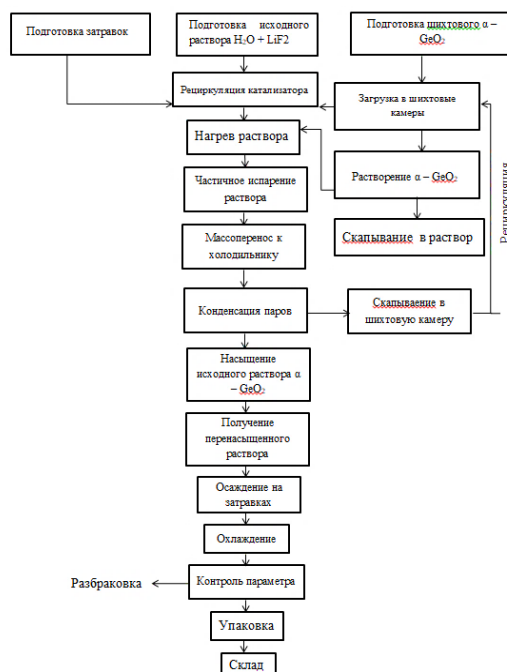 Подготовка затравок
Подготовка исходного
раствора H₂O + LiF2
Подготовка шихтового α –
GeO₂
Рециркуляция катализатора
Загрузка в шихтовые
камеры
Нагрев раствора
Растворение α – GeO₂
Частичное испарение
раствора
Скапывание в раствор
Рециркуляция
Массоперенос к
холодильнику
Конденсация паров
Скапываение в
шихтовую камеру
Насыщение
исходного раствора α
– GeO₂
Получение
перенасыщенного
раствора
Осаждение на
затравках
Охлаждение
Разбраковка
Контроль параметра
Упаковка
Склад